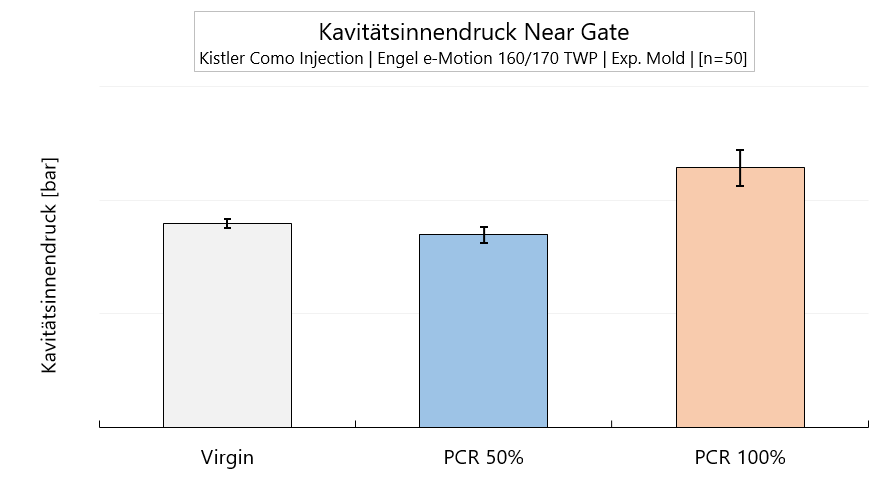 Kavitätsinnendruck Near Gate
Kistler Como Injection | Engel e-Motion 160/170 TWP | Exp. Mold | [n=50]
Kavitätsinnendruck [bar]
Virgin
PCR 50%
PCR 100%